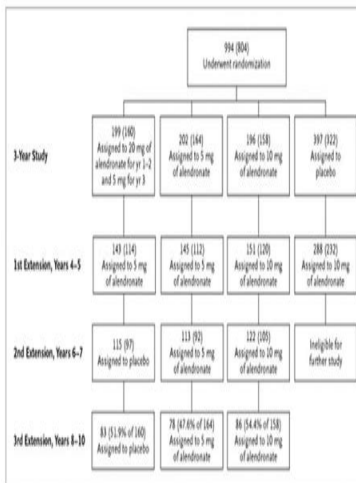 994 (804)
Underwent randomization
3-Year Study
199 (160)
Assigned to 20 mg of
alendronate for yr 1–2
and 5 mg for yr 3
202 (164)
Assigned to 5 mg
of alendronate
196 (158)
Assigned to 10 mg
of alendronate
397 (322)
Assigned to
placebo
1st Extension, Years 4–5
143 (114)
Assigned to 5 mg
of alendronate
145 (112)
Assigned to 5 mg
of alendronate
151 (120)
Assigned to 10 mg
of alendronate
288 (232)
Assigned to 10 mg
of alendronate
2nd Extension, Years 6–7
115 (97)
Assigned to placebo
113 (92)
Assigned to 5 mg
of alendronate
122 (105)
Assigned to 10 mg
of alendronate
Ineligible for
further study
3rd Extension, Years 8–10
83 (51.9% of 160)
Assigned to placebo
78 (47.6% of 164)
Assigned to 5 mg
of alendronate
86 (54.4% of 158)
Assigned to 10 mg
of alendronate